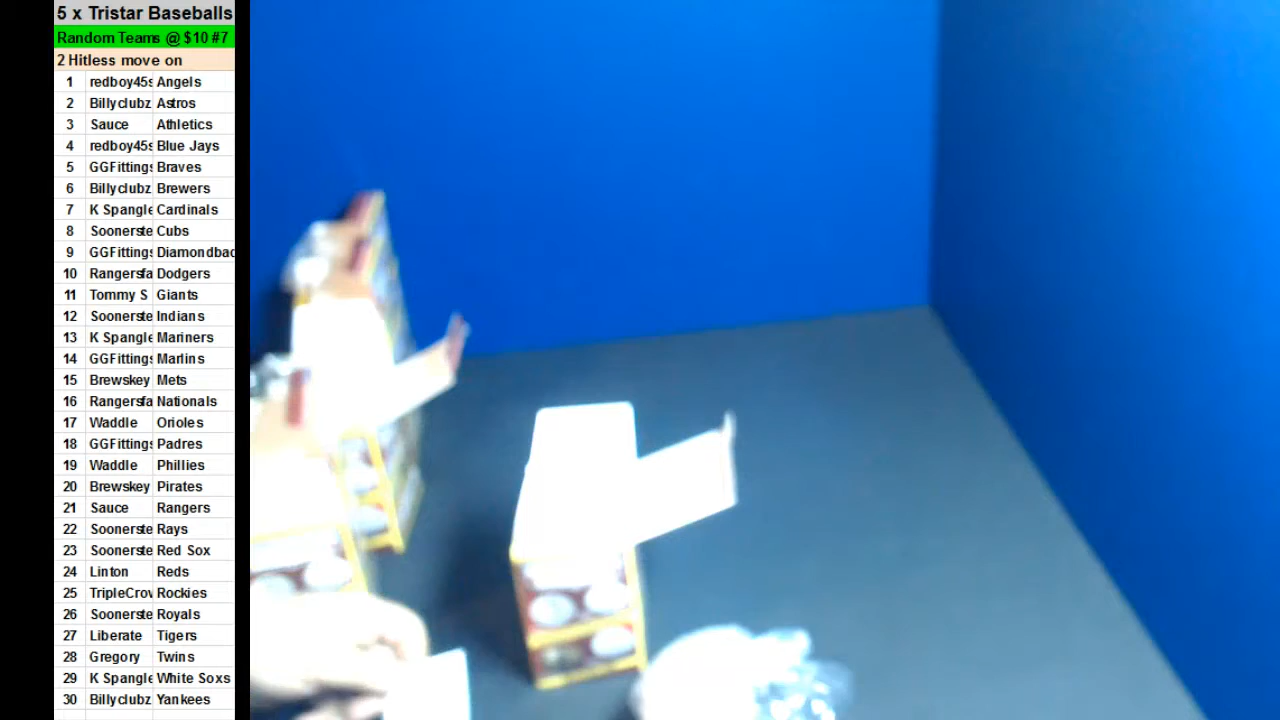 5 x Tristar Baseballs
Random Teams @ $10 #7
2 Hitless move on
1 redboy45s Angels
2 Billyclubz Astros
3 Sauce Athletics
4 redboy45s Blue Jays
5 GGFittings Braves
6 Billyclubz Brewers
7 K Spangle Cardinals
8 Soonerste Cubs
9 GGFittings Diamondbac
10 Rangersfa Dodgers
11 Tommy S Giants
12 Soonerste Indians
13 K Spangle Mariners
14 GGFittings Marlins
15 Brewskey Mets
16 Rangersfa Nationals
17 Waddle Orioles
18 GGFittings Padres
19 Waddle Phillies
20 Brewskey Pirates
21 Sauce Rangers
22 Soonerste Rays
23 Soonerste Red Sox
24 Linton Reds
25 TripleCrov Rockies
26 Soonerste Royals
27 Liberate Tigers
28 Gregory Twins
29 K Spangle White Soxs
30 Billyclubz Yankees